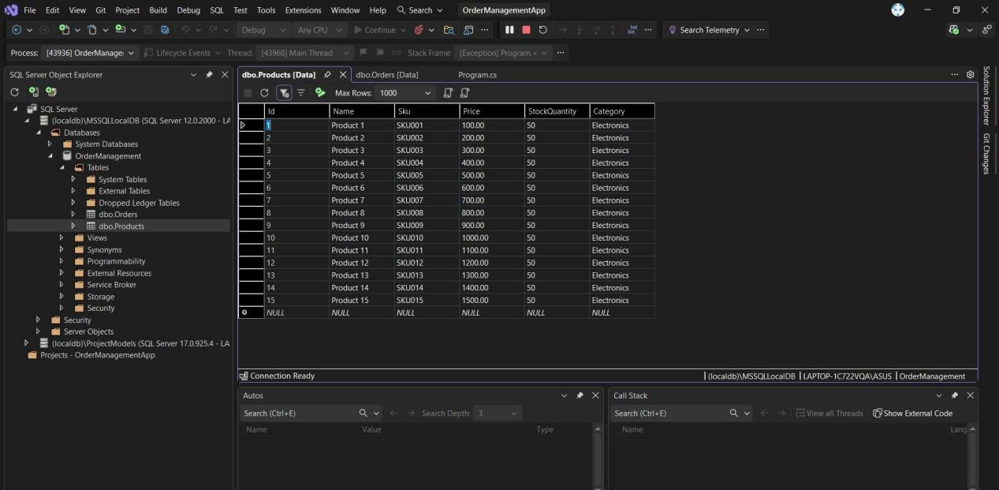 File Edit View Git Project Build Debug SQL Test Tools Extensions Window Help Search OrderManagementApp
Debug Any CPU Continue Search Telemetry
Process: [43936] OrderManage: Lifecycle Events Thread: [43968] Main Thread Stack Frame: [Exception] Program.<
SQL Server Object Explorer
SQL Server
(localdb)\MSSQLLocalDB (SQL Server 12.0.2000 - LA
Databases
System Databases
OrderManagement
Tables
System Tables
External Tables
Dropped Ledger Tables
dbo.Orders
dbo.Products
Views
Synonyms
Programmability
External Resources
Service Broker
Storage
Security
Security
Server Objects
(localdb)\ProjectModels (SQL Server 17.0.925.4 - LA
Projects - OrderManagementApp
dbo.Products [Data] dbo.Orders [Data] Program.cs
Max Rows: 1000
Id Name Sku Price StockQuantity Category
1 Product 1 SKU001 100.00 50 Electronics
2 Product 2 SKU002 200.00 50 Electronics
3 Product 3 SKU003 300.00 50 Electronics
4 Product 4 SKU004 400.00 50 Electronics
5 Product 5 SKU005 500.00 50 Electronics
6 Product 6 SKU006 600.00 50 Electronics
7 Product 7 SKU007 700.00 50 Electronics
8 Product 8 SKU008 800.00 50 Electronics
9 Product 9 SKU009 900.00 50 Electronics
10 Product 10 SKU010 1000.00 50 Electronics
11 Product 11 SKU011 1100.00 50 Electronics
12 Product 12 SKU012 1200.00 50 Electronics
13 Product 13 SKU013 1300.00 50 Electronics
14 Product 14 SKU014 1400.00 50 Electronics
15 Product 15 SKU015 1500.00 50 Electronics
NULL NULL NULL NULL NULL NULL
Connection Ready (localdb)\MSSQLLocalDB LAPTOP-1C722VQA\ASUS OrderManagement
Autos
Search (Ctrl+E) Search Depth: 3
Name Value Type
Call Stack
Search (Ctrl+E) View all Threads Show External Code
Name Lang
Solution Explorer
Git Changes